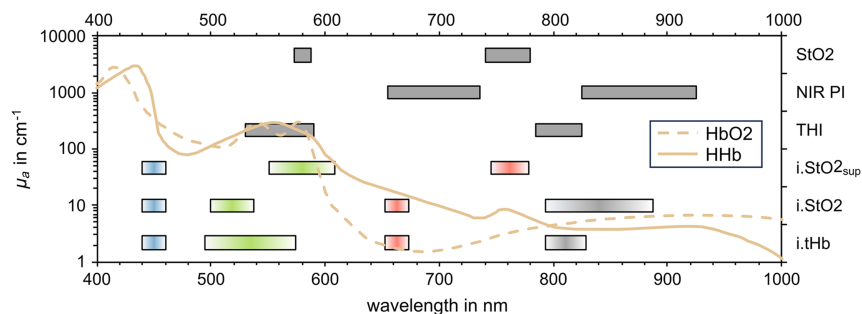 400 500 600 700 800 900 1000
10000
1000
100
10
1
μa in cm-1
StO2
NIR PI
THI
i.StO2sup
i.StO2
i.tHb
HbO2
HHb
400 500 600 700 800 900 1000
wavelength in nm